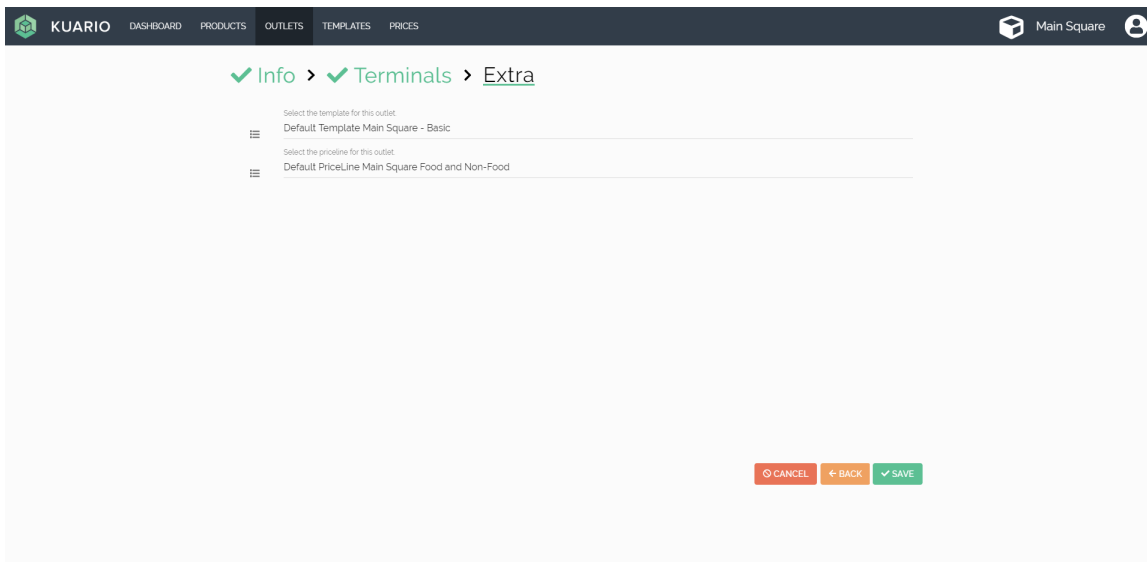 KUARIO DASHBOARD PRODUCTS OUTLETS TEMPLATES PRICES Main Square
Info > Terminals > Extra
Select the template for this outlet.
Default Template Main Square - Basic
Select the priceline for this outlet.
Default PriceLine Main Square Food and Non-Food
CANCEL BACK SAVE